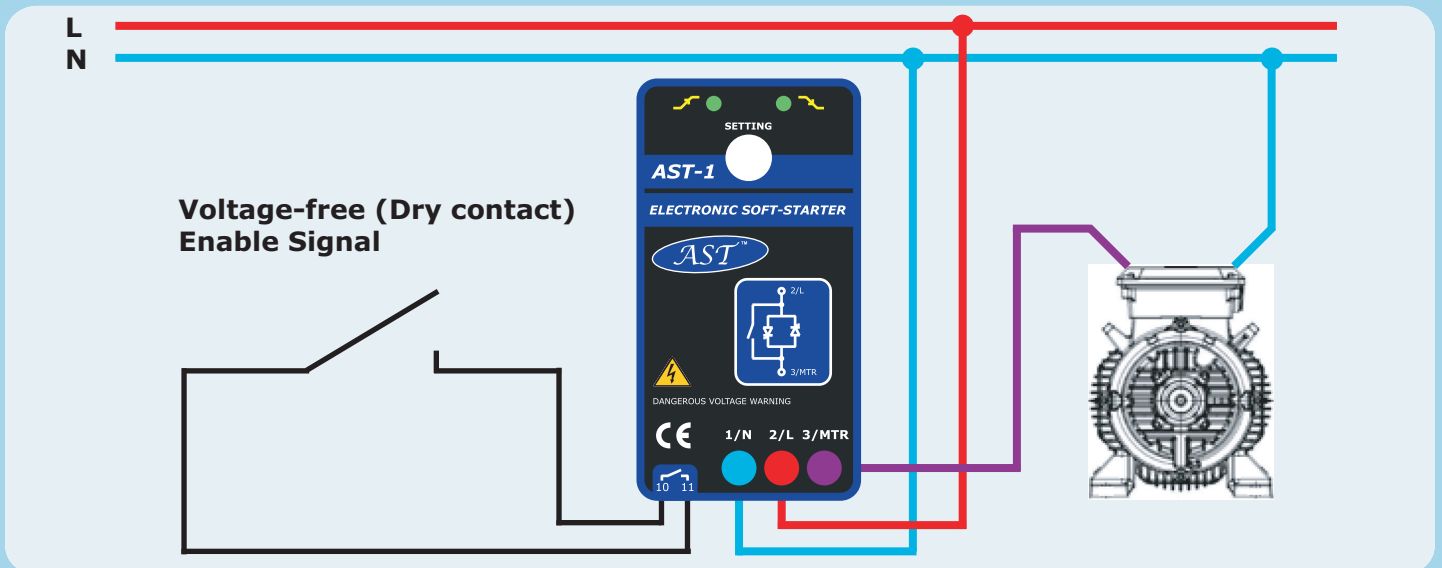 L
N
SETTING
AST-1
ELECTRONIC SOFT-STARTER
Voltage-free (Dry contact)
Enable Signal
AST™
2/L
3/MTR
DANGEROUS VOLTAGE WARNING
CE
1/N 2/L 3/MTR
10 11